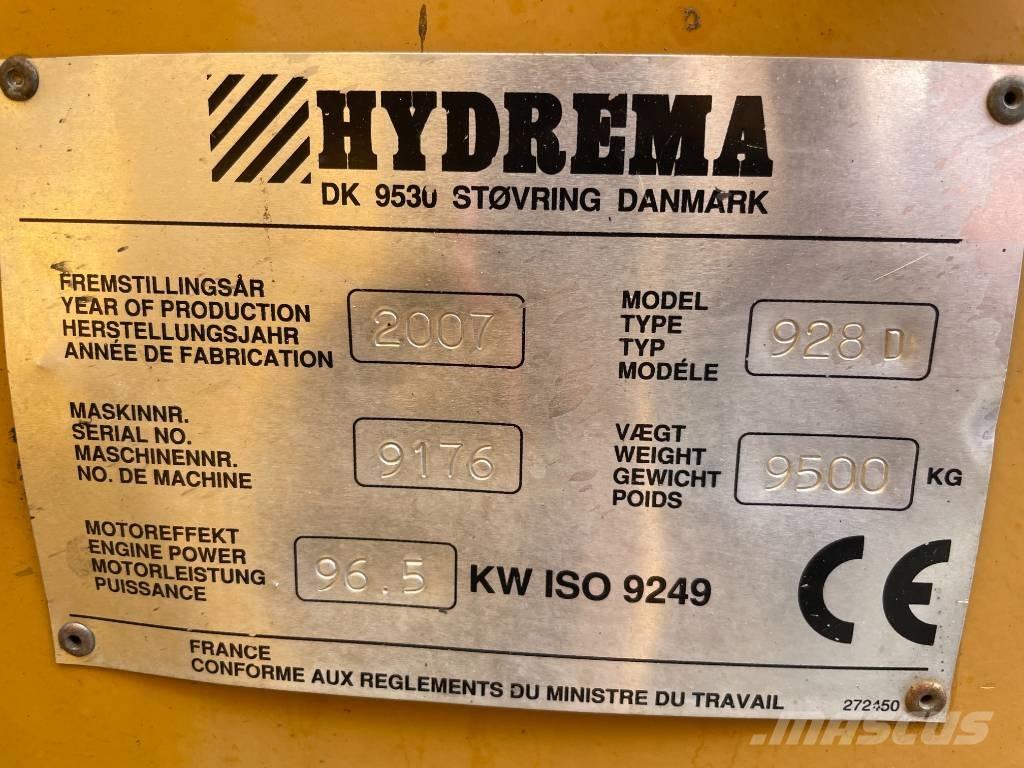 HYDREMA
DK 9530 STØVRING DANMARK
FREMSTILLINGSÅR
YEAR OF PRODUCTION
HERSTELLUNGSJAHR
ANNÉE DE FABRICATION
2007
MODEL
TYPE
TYP
MODÉLE
928 D
MASKINNR.
SERIAL NO.
MASCHINENNR.
NO. DE MACHINE
9176
VÆGT
WEIGHT
GEWICHT
POIDS
9500 KG
MOTOREFFEKT
ENGINE POWER
MOTORLEISTUNG
PUISSANCE
96.5 KW ISO 9249
CE
FRANCE
CONFORME AUX REGLEMENTS DU MINISTRE DU TRAVAIL
272450
MASCUS